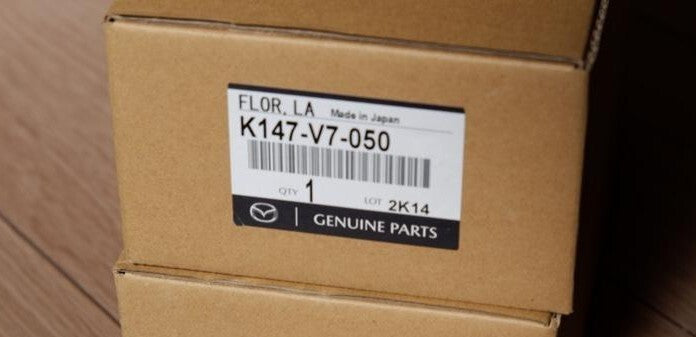 FLOR, LA Made in Japan
K147-V7-050
QTY 1 LOT 2K14
GENUINE PARTS